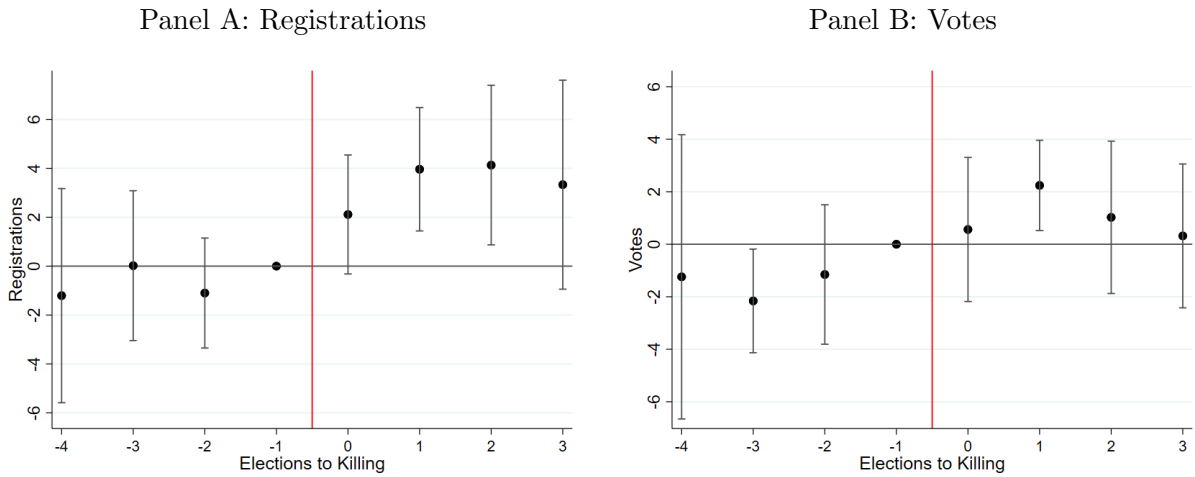 Panel A: Registrations
Registrations
6
4
2
0
-2
-4
-6
-4 -3 -2 -1 0 1 2 3
Elections to Killing
Panel B: Votes
Votes
6
4
2
0
-2
-4
-6
-4 -3 -2 -1 0 1 2 3
Elections to Killing